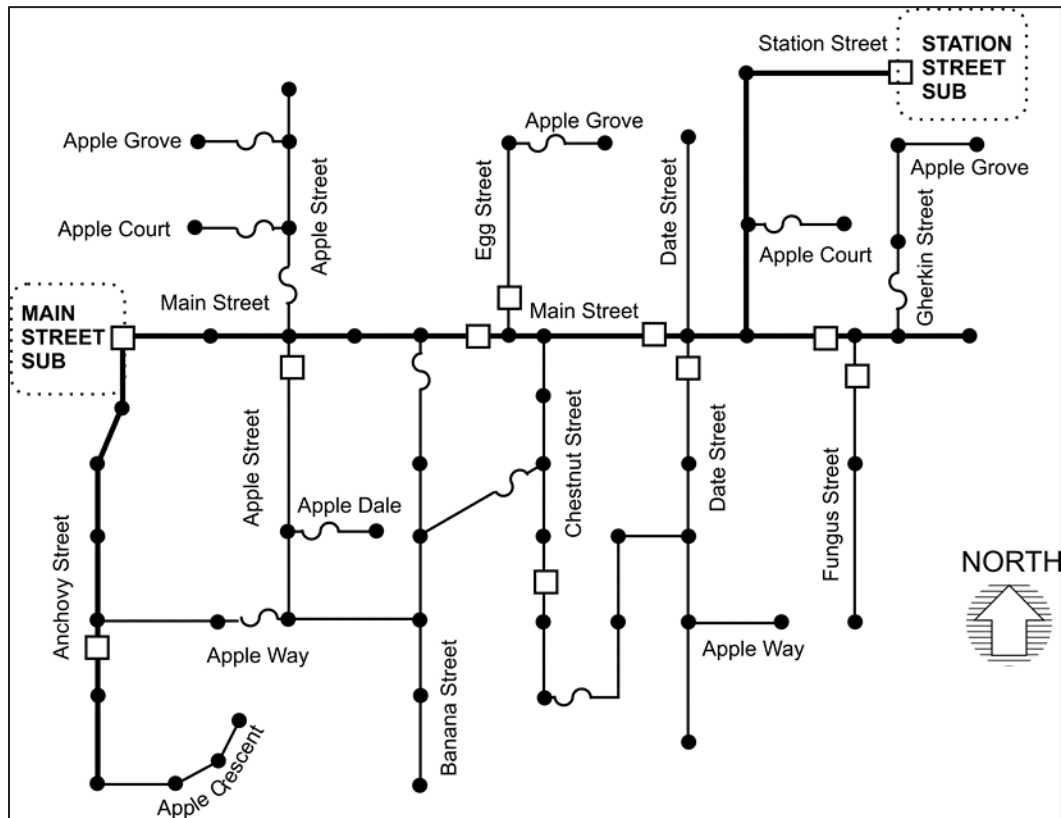 Station Street
STATION
STREET
SUB
Apple Grove
Apple Grove
Apple Grove
Apple Street
Egg Street
Date Street
Gherkin Street
Apple Court
Apple Court
Main Street
Main Street
MAIN
STREET
SUB
Apple Street
Chestnut Street
Date Street
Fungus Street
Apple Dale
Anchovy Street
NORTH
Apple Way
Apple Way
Banana Street
Apple Crescent